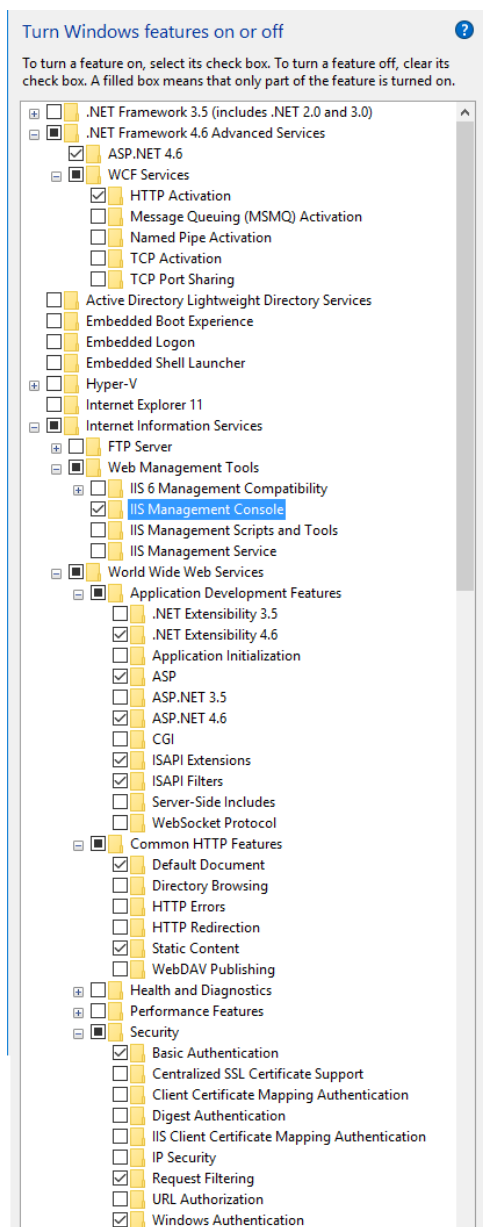 Turn Windows features on or off
To turn a feature on, select its check box. To turn a feature off, clear its
check box. A filled box means that only part of the feature is turned on.
.NET Framework 3.5 (includes .NET 2.0 and 3.0)
.NET Framework 4.6 Advanced Services
ASP.NET 4.6
WCF Services
HTTP Activation
Message Queuing (MSMQ) Activation
Named Pipe Activation
TCP Activation
TCP Port Sharing
Active Directory Lightweight Directory Services
Embedded Boot Experience
Embedded Logon
Embedded Shell Launcher
Hyper-V
Internet Explorer 11
Internet Information Services
FTP Server
Web Management Tools
IIS 6 Management Compatibility
IIS Management Console
IIS Management Scripts and Tools
IIS Management Service
World Wide Web Services
Application Development Features
.NET Extensibility 3.5
.NET Extensibility 4.6
Application Initialization
ASP
ASP.NET 3.5
ASP.NET 4.6
CGI
ISAPI Extensions
ISAPI Filters
Server-Side Includes
WebSocket Protocol
Common HTTP Features
Default Document
Directory Browsing
HTTP Errors
HTTP Redirection
Static Content
WebDAV Publishing
Health and Diagnostics
Performance Features
Security
Basic Authentication
Centralized SSL Certificate Support
Client Certificate Mapping Authentication
Digest Authentication
IIS Client Certificate Mapping Authentication
IP Security
Request Filtering
URL Authorization
Windows Authentication